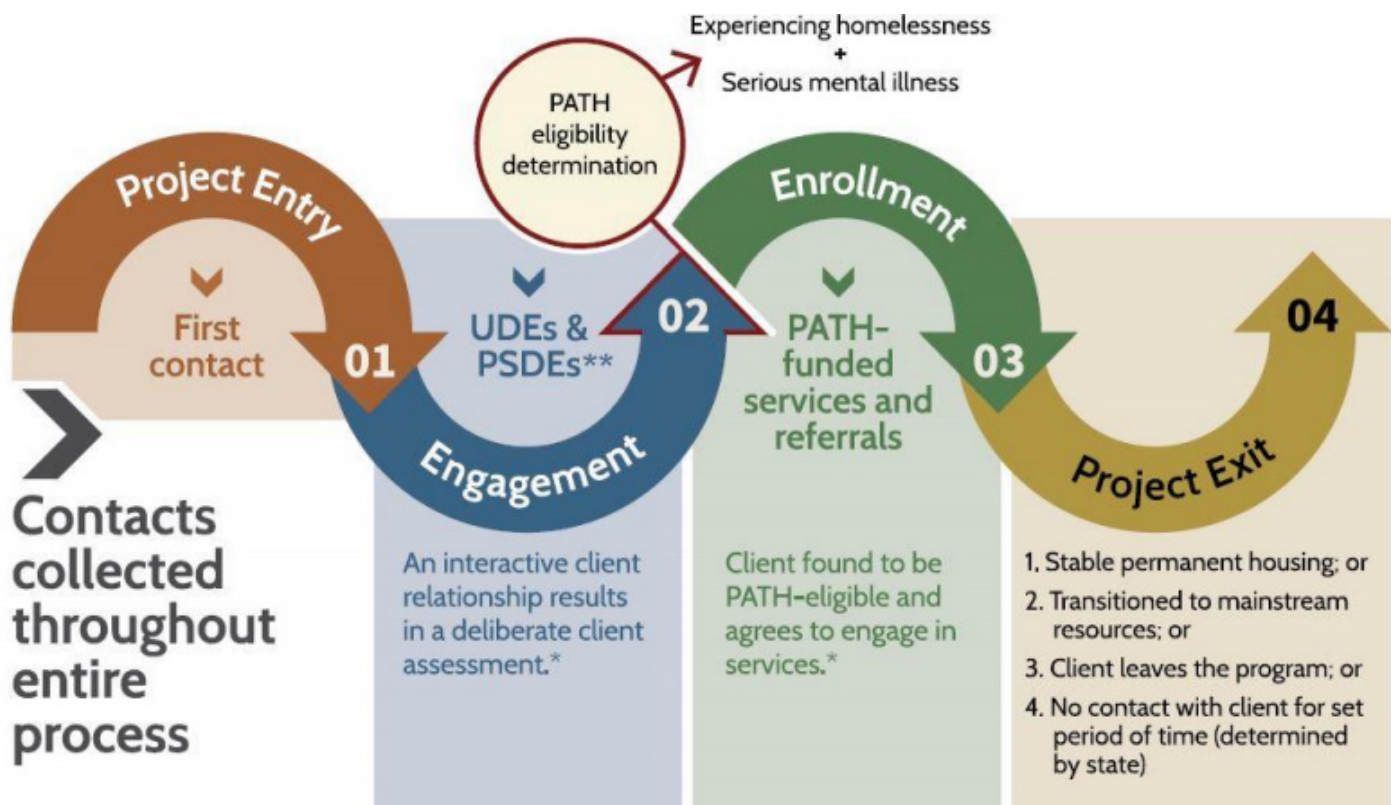 Experiencing homelessness
+
Serious mental illness
PATH
eligibility
determination
Project Entry
First
contact
01
Contacts
collected
throughout
entire
process
UDEs &
PSDEs**
02
Engagement
An interactive client
relationship results
in a deliberate client
assessment.*
Enrollment
PATH-
funded
services and
referrals
03
Client found to be
PATH-eligible and
agrees to engage in
services.*
04
Project Exit
1. Stable permanent housing; or
2. Transitioned to mainstream
resources; or
3. Client leaves the program; or
4. No contact with client for set
period of time (determined
by state)